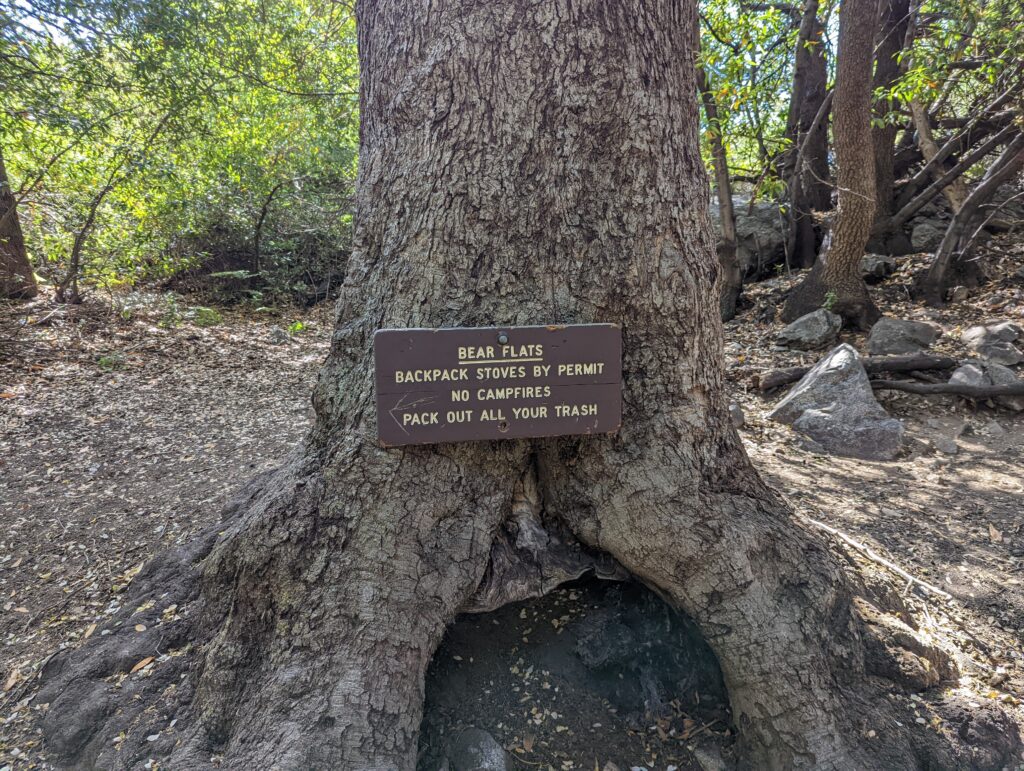 BEAR FLATS
BACKPACK STOVES BY PERMIT
NO CAMPFIRES
PACK OUT ALL YOUR TRASH